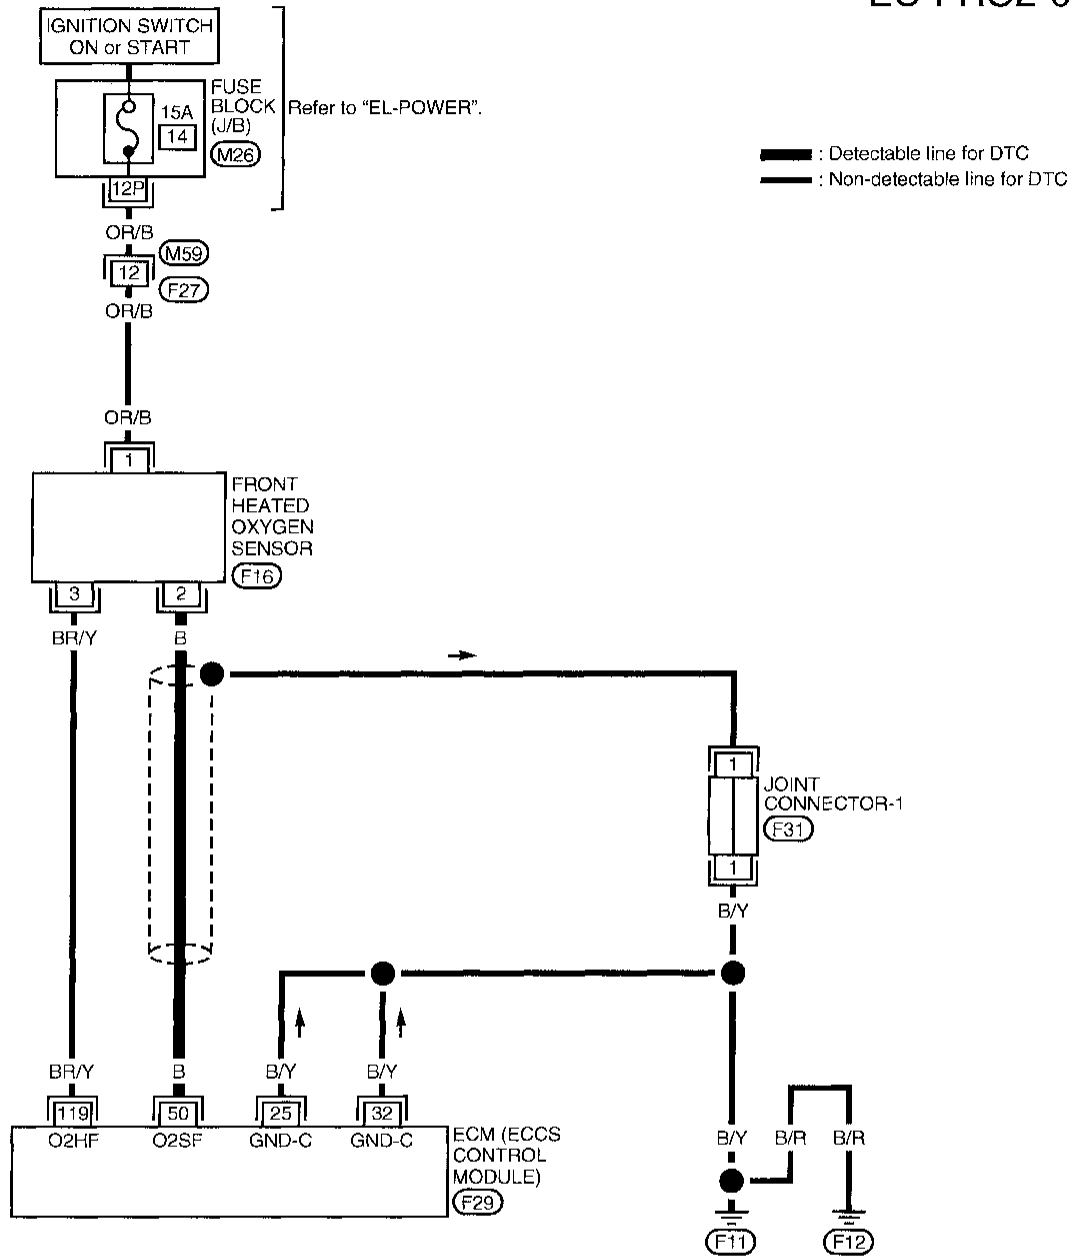 IGNITION SWITCH
ON or START
FUSE
BLOCK
(J/B)
M26
15A
14
12P
Refer to “EL-POWER”.
: Detectable line for DTC
: Non-detectable line for DTC
OR/B
M59
12
F27
OR/B
OR/B
1
FRONT
HEATED
OXYGEN
SENSOR
F16
3
2
BR/Y
B
1
JOINT
CONNECTOR-1
F31
1
B/Y
BR/Y
B
B/Y
B/Y
119
50
25
32
O2HF
O2SF
GND-C
GND-C
ECM (ECCS
CONTROL
MODULE)
F29
B/Y
B/R
B/R
F11
F12